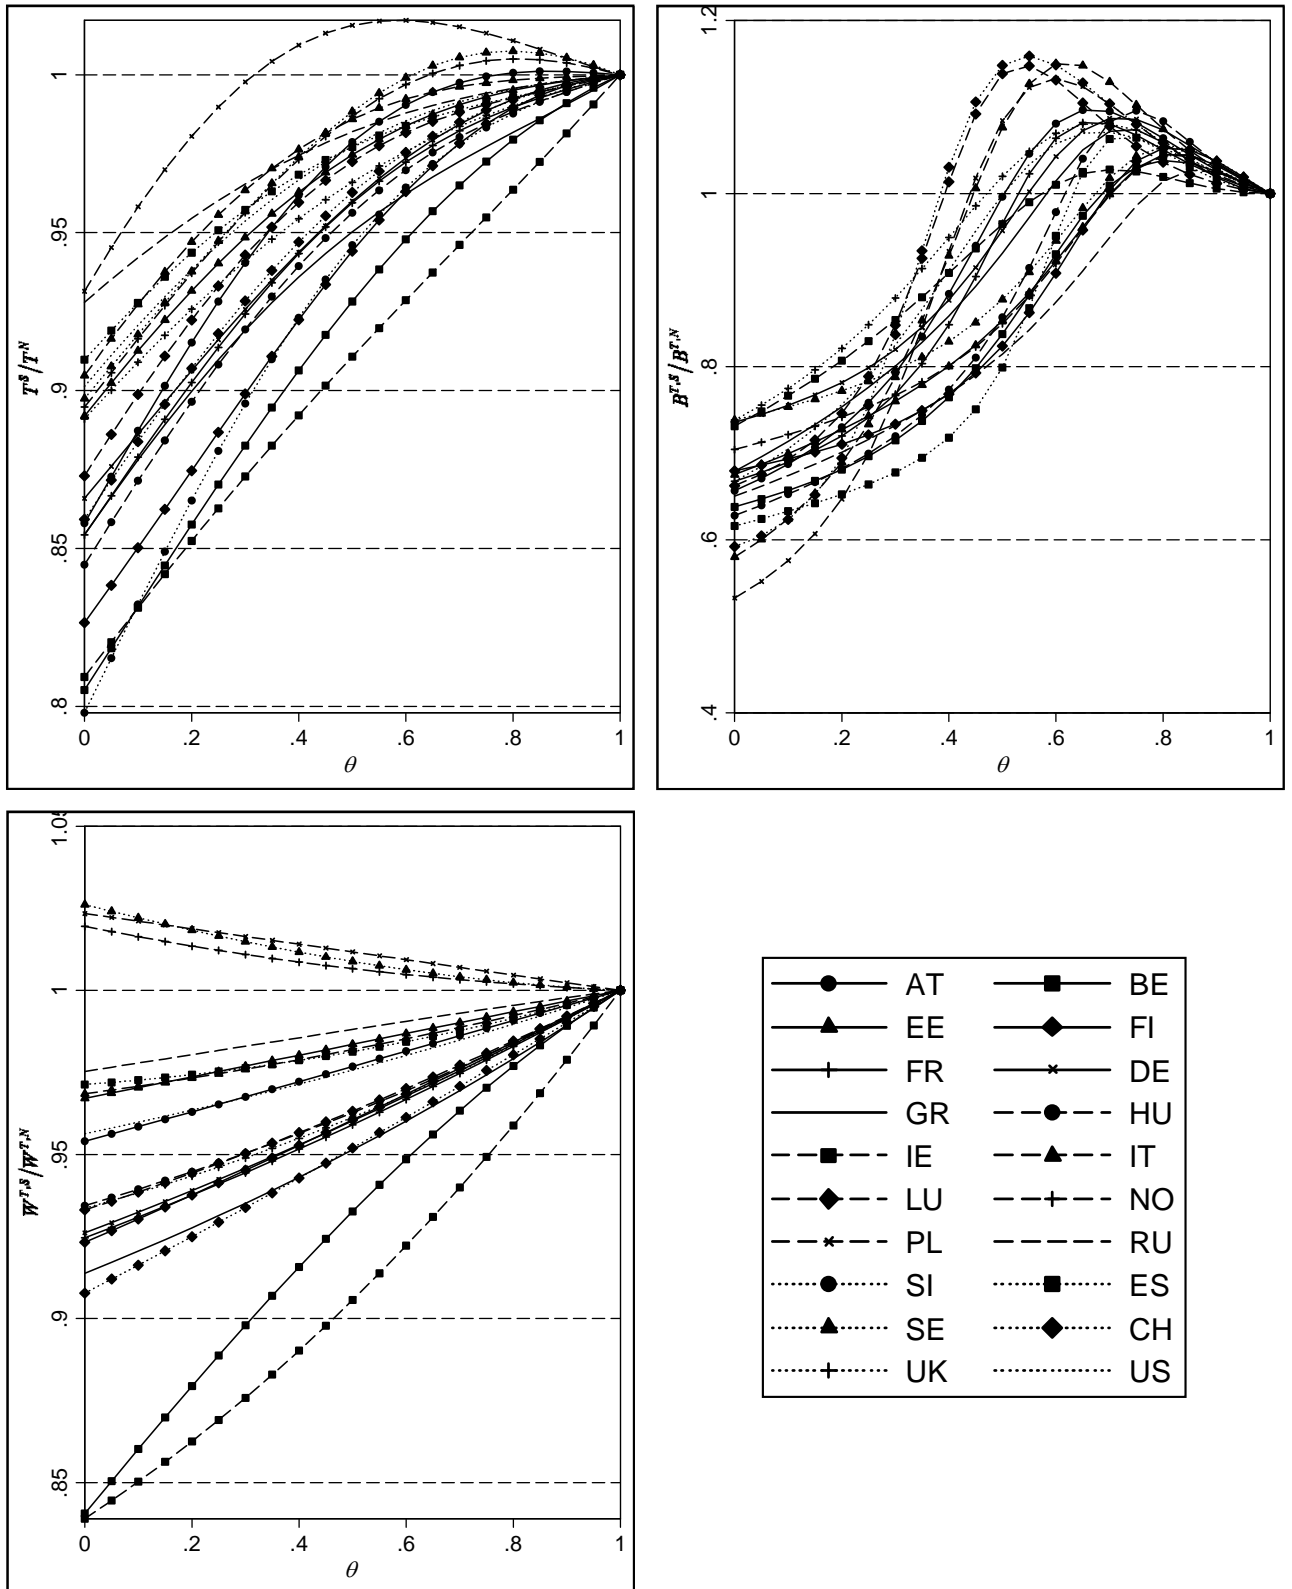 T^S/T^N
1
.95
.9
.85
.8
0 .2 .4 .6 .8 1
θ
B^{T,S}/B^{T,N}
1.2
1
.8
.6
.4
0 .2 .4 .6 .8 1
θ
W^{T,S}/W^{T,N}
1.05
1
.95
.9
.85
0 .2 .4 .6 .8 1
θ
AT BE
EE FI
FR DE
GR HU
IE IT
LU NO
PL RU
SI ES
SE CH
UK US